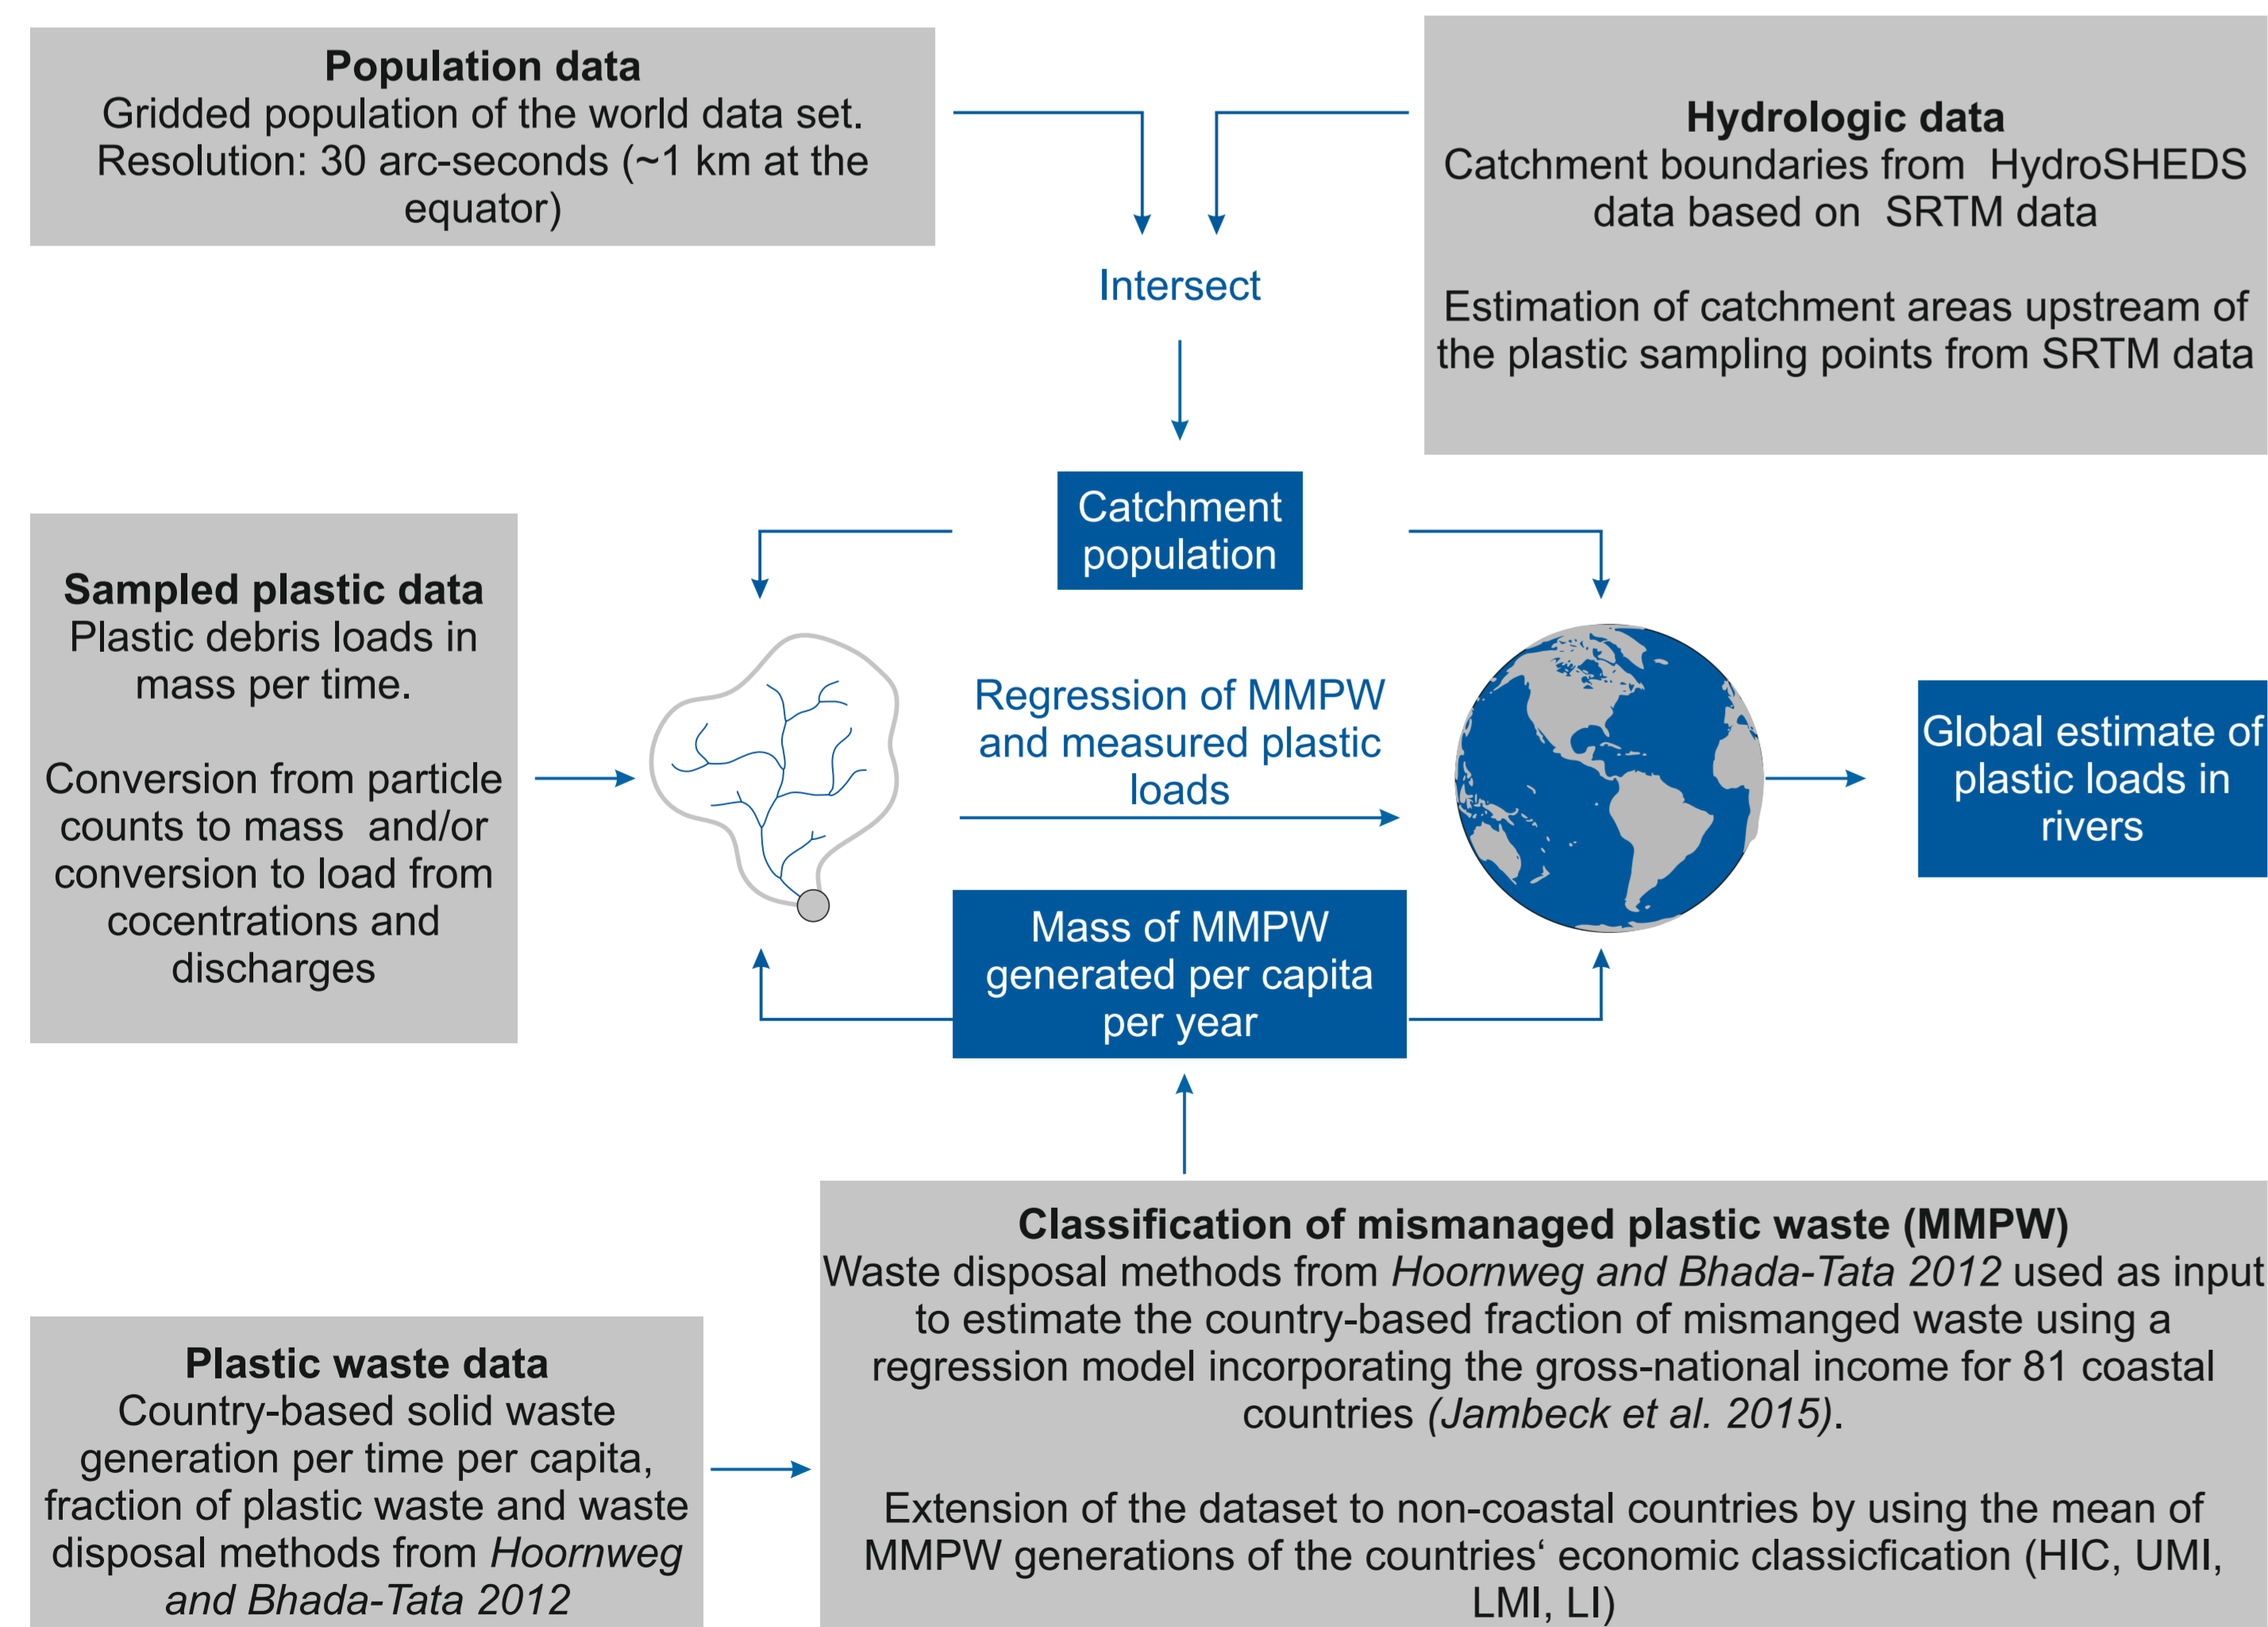 Population data
Gridded population of the world data set.
Resolution: 30 arc-seconds (~1 km at the
equator)
Hydrologic data
Catchment boundaries from HydroSHEDS
data based on SRTM data
Estimation of catchment areas upstream of
the plastic sampling points from SRTM data
Intersect
Catchment
population
Sampled plastic data
Plastic debris loads in
mass per time.
Conversion from particle
counts to mass and/or
conversion to load from
cocentrations and
discharges
Regression of MMPW
and measured plastic
loads
Global estimate of
plastic loads in
rivers
Mass of MMPW
generated per capita
per year
Plastic waste data
Country-based solid waste
generation per time per capita,
fraction of plastic waste and waste
disposal methods from Hoornweg
and Bhada-Tata 2012
Classification of mismanaged plastic waste (MMPW)
Waste disposal methods from Hoornweg and Bhada-Tata 2012 used as input
to estimate the country-based fraction of mismanged waste using a
regression model incorporating the gross-national income for 81 coastal
countries (Jambeck et al. 2015).
Extension of the dataset to non-coastal countries by using the mean of
MMPW generations of the countries‘ economic classicfication (HIC, UMI,
LMI, LI)